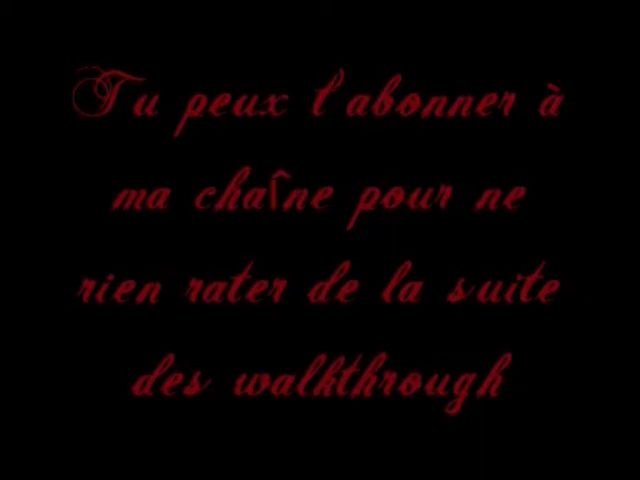 Tu peux t'abonner à
ma chaîne pour ne
rien rater de la suite
des walkthrough